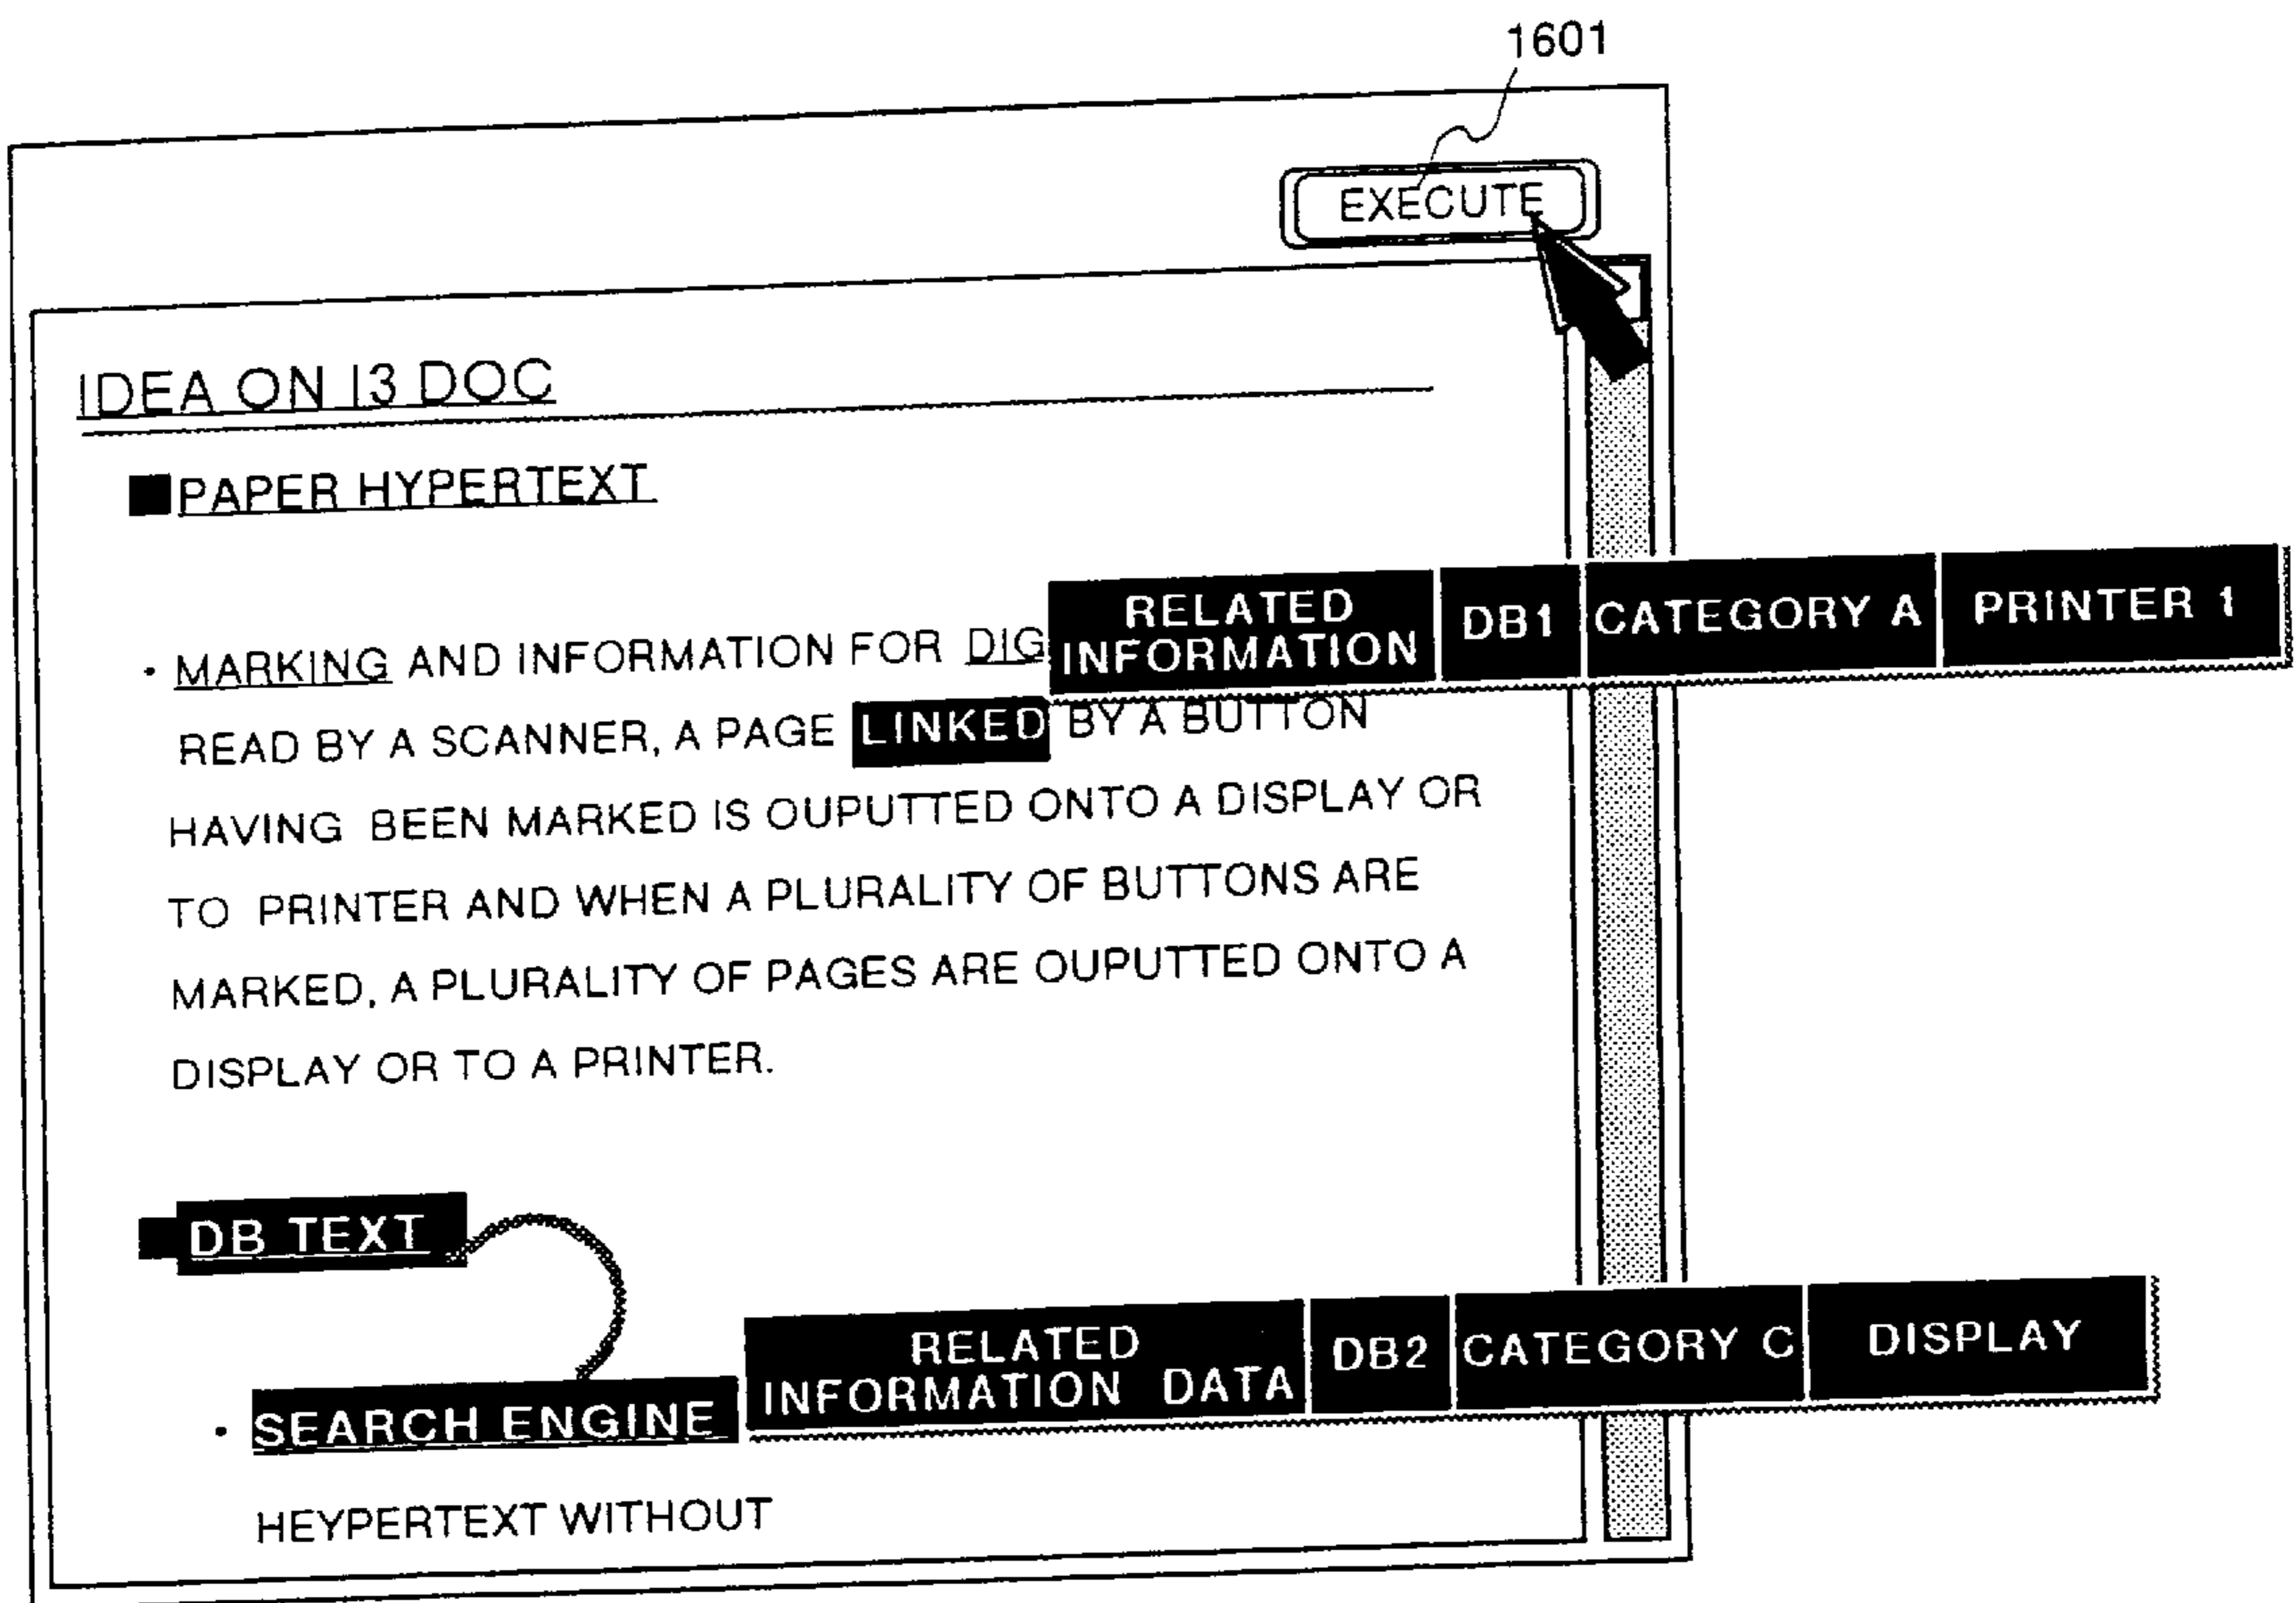 1601
EXECUTE
IDEA ON I3 DOC
PAPER HYPERTEXT
RELATED
INFORMATION
DB1
CATEGORY A
PRINTER 1
· MARKING AND INFORMATION FOR DIG
READ BY A SCANNER, A PAGE LINKED BY A BUTTON
HAVING BEEN MARKED IS OUPUTTED ONTO A DISPLAY OR
TO PRINTER AND WHEN A PLURALITY OF BUTTONS ARE
MARKED, A PLURALITY OF PAGES ARE OUPUTTED ONTO A
DISPLAY OR TO A PRINTER.
DB TEXT
RELATED
INFORMATION DATA
DB2
CATEGORY C
DISPLAY
· SEARCH ENGINE
HEYPERTEXT WITHOUT